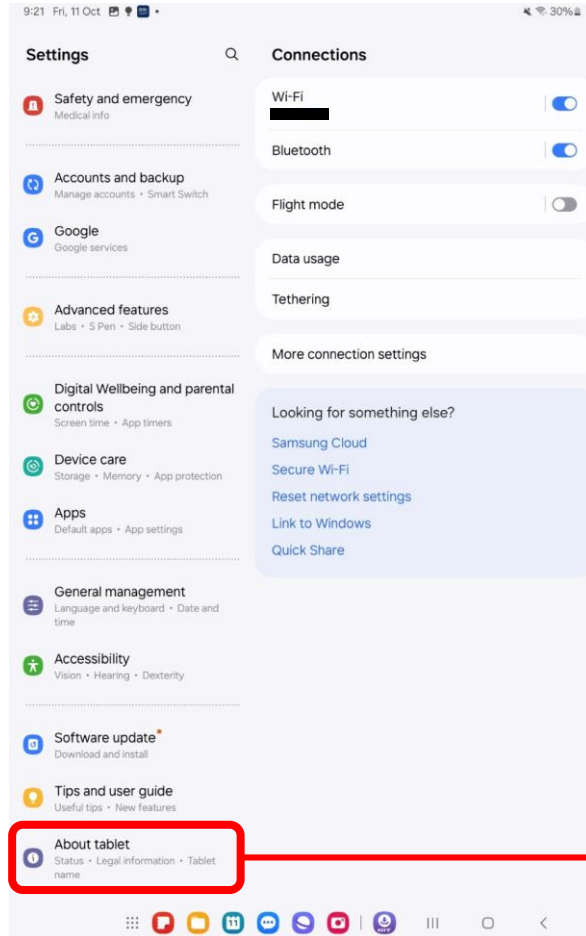 9:21 Fri, 11 Oct
30%
Settings
Safety and emergency
Medical info
Accounts and backup
Manage accounts • Smart Switch
Google
Google services
Advanced features
Labs • S Pen • Side button
Digital Wellbeing and parental
controls
Screen time • App timers
Device care
Storage • Memory • App protection
Apps
Default apps • App settings
General management
Language and keyboard • Date and
time
Accessibility
Vision • Hearing • Dexterity
Software update
Download and install
Tips and user guide
Useful tips • New features
About tablet
Status • Legal information • Tablet
name
Connections
Wi-Fi
Bluetooth
Flight mode
Data usage
Tethering
More connection settings
Looking for something else?
Samsung Cloud
Secure Wi-Fi
Reset network settings
Link to Windows
Quick Share
11